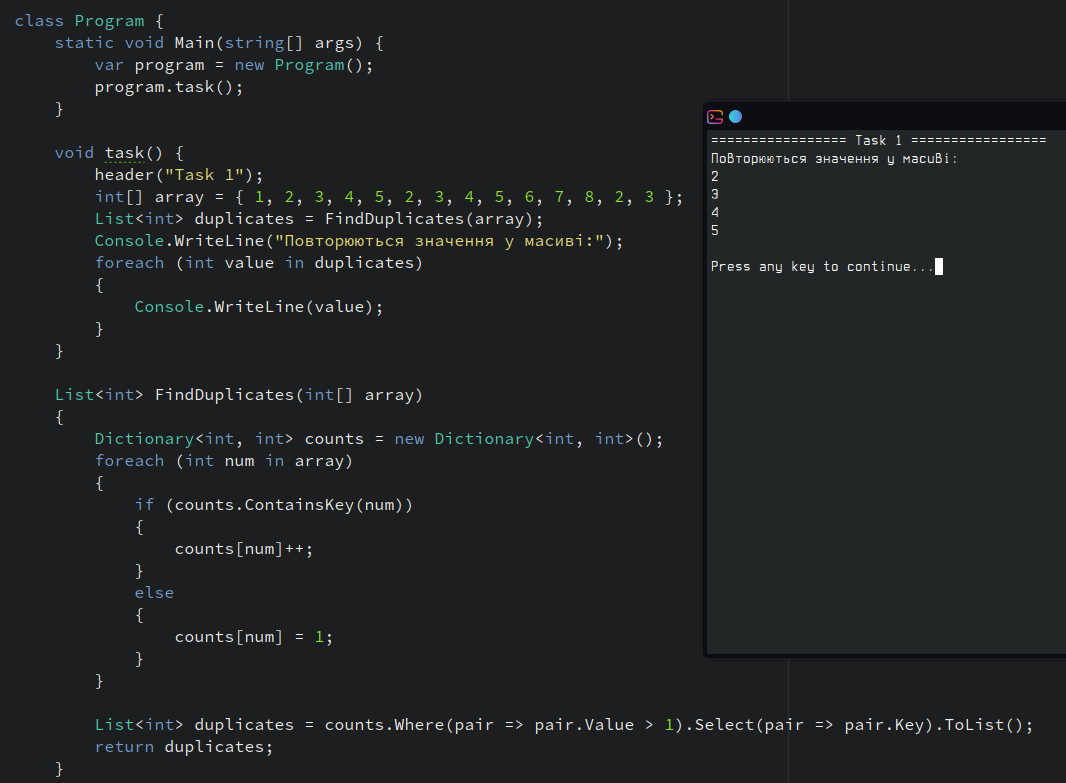 class Program {
static void Main(string[] args) {
var program = new Program();
program.task();
}
void task() {
header("Task 1");
int[] array = { 1, 2, 3, 4, 5, 2, 3, 4, 5, 6, 7, 8, 2, 3 };
List<int> duplicates = FindDuplicates(array);
Console.WriteLine("Повторюються значення у масиві:");
foreach (int value in duplicates)
{
Console.WriteLine(value);
}
}
List<int> FindDuplicates(int[] array)
{
Dictionary<int, int> counts = new Dictionary<int, int>();
foreach (int num in array)
{
if (counts.ContainsKey(num))
{
counts[num]++;
}
else
{
counts[num] = 1;
}
}
List<int> duplicates = counts.Where(pair => pair.Value > 1).Select(pair => pair.Key).ToList();
return duplicates;
}
================= Task 1 =================
Повторюються значення у масиві:
2
3
4
5
Press any key to continue...